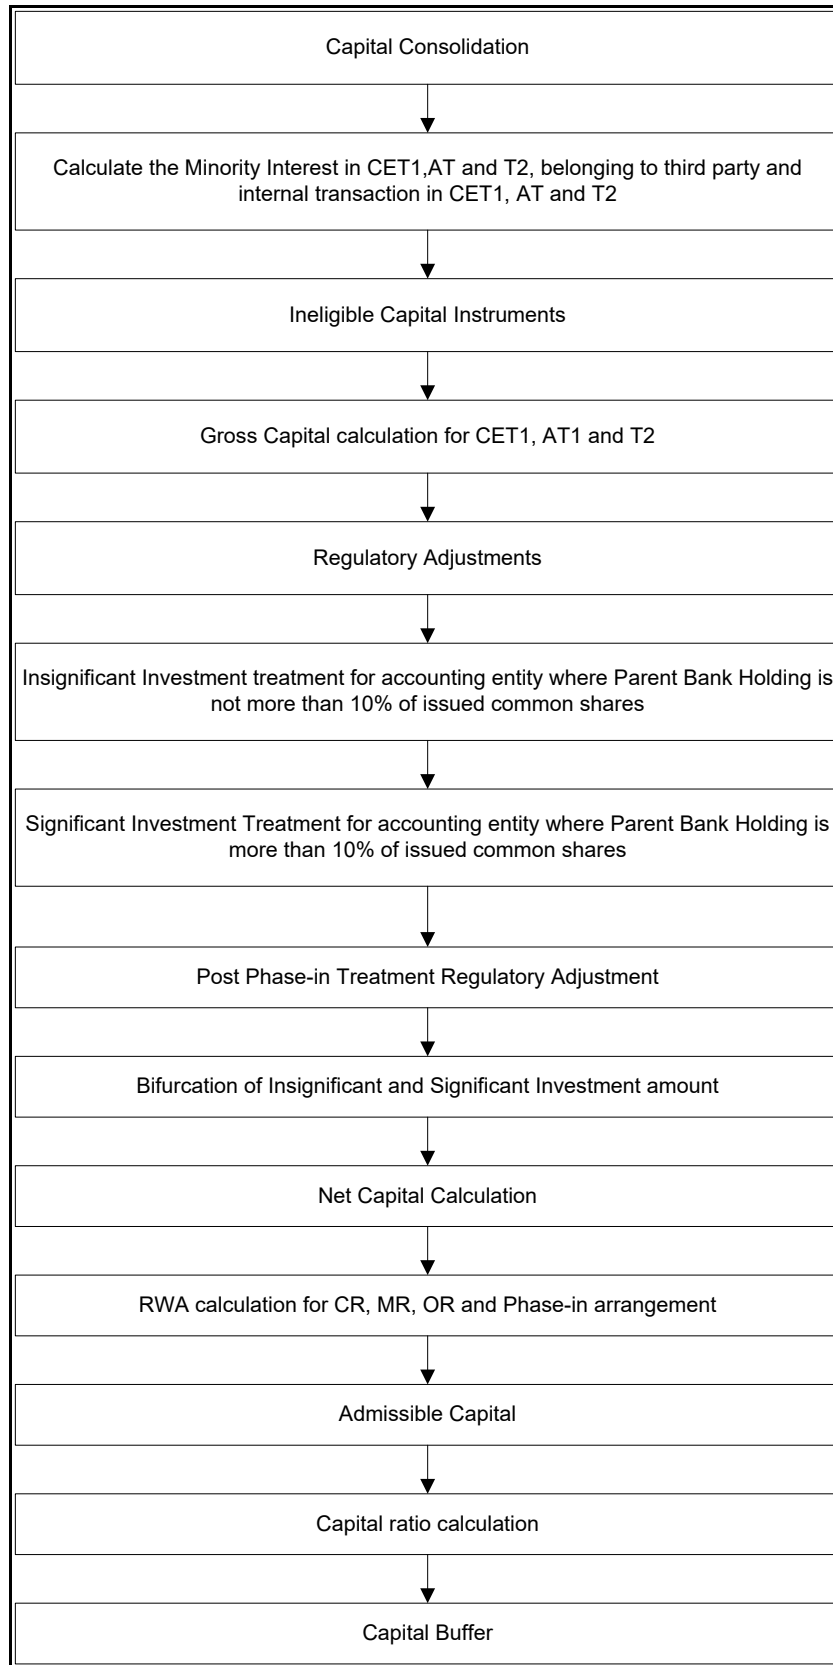 Capital Consolidation
Calculate the Minority Interest in CET1,AT and T2, belonging to third party and
internal transaction in CET1, AT and T2
Ineligible Capital Instruments
Gross Capital calculation for CET1, AT1 and T2
Regulatory Adjustments
Insignificant Investment treatment for accounting entity where Parent Bank Holding is
not more than 10% of issued common shares
Significant Investment Treatment for accounting entity where Parent Bank Holding is
more than 10% of issued common shares
Post Phase-in Treatment Regulatory Adjustment
Bifurcation of Insignificant and Significant Investment amount
Net Capital Calculation
RWA calculation for CR, MR, OR and Phase-in arrangement
Admissible Capital
Capital ratio calculation
Capital Buffer